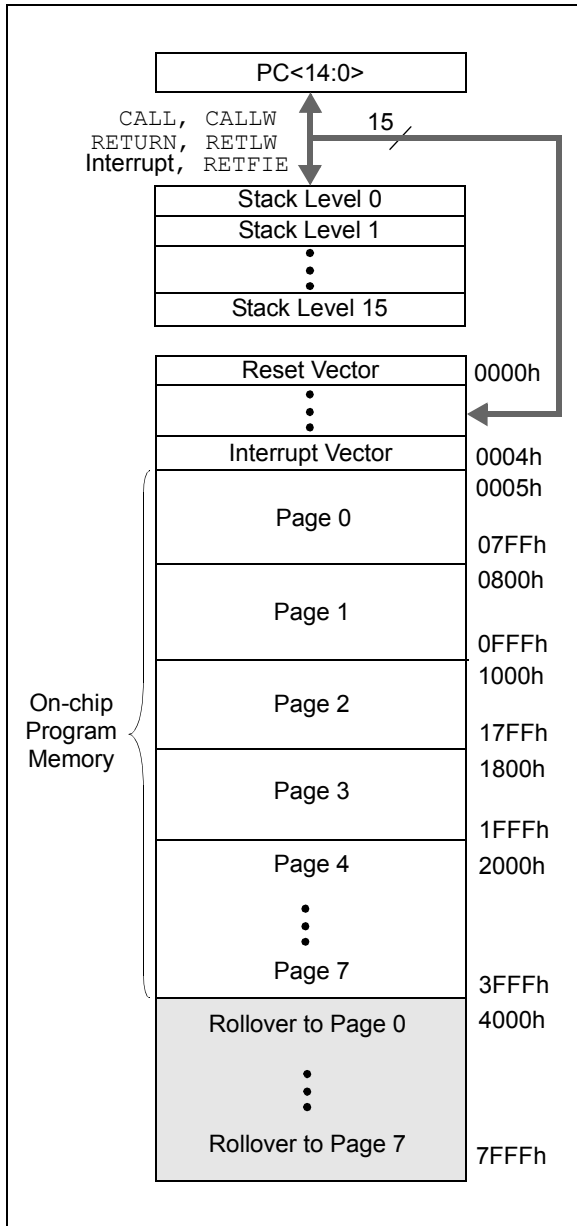 PC<14:0>
CALL, CALLW
RETURN, RETLW
Interrupt, RETFIE
15
Stack Level 0
Stack Level 1
Stack Level 15
Reset Vector
0000h
Interrupt Vector
0004h
0005h
Page 0
07FFh
0800h
Page 1
0FFFh
1000h
Page 2
17FFh
1800h
Page 3
1FFFh
On-chip
Program
Memory
Page 4
2000h
Page 7
3FFFh
Rollover to Page 0
4000h
Rollover to Page 7
7FFFh